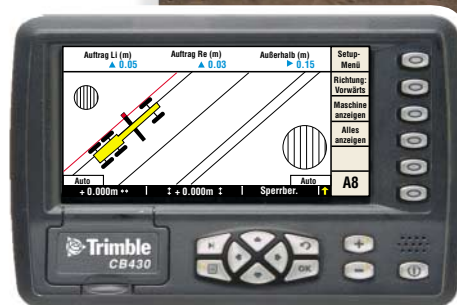 Auftrag Li (m) Auftrag Re (m) Außerhalb (m)
▲ 0.05 ▲ 0.03 ► 0.15
Setup-
Menü
Richtung:
Vorwärts
Maschine
anzeigen
Alles
anzeigen
Auto Auto
+ 0.000m ↔ | ↕ + 0.000m ↕ | Sperrber. ↑
A8
Trimble
CB430
OK
+
−